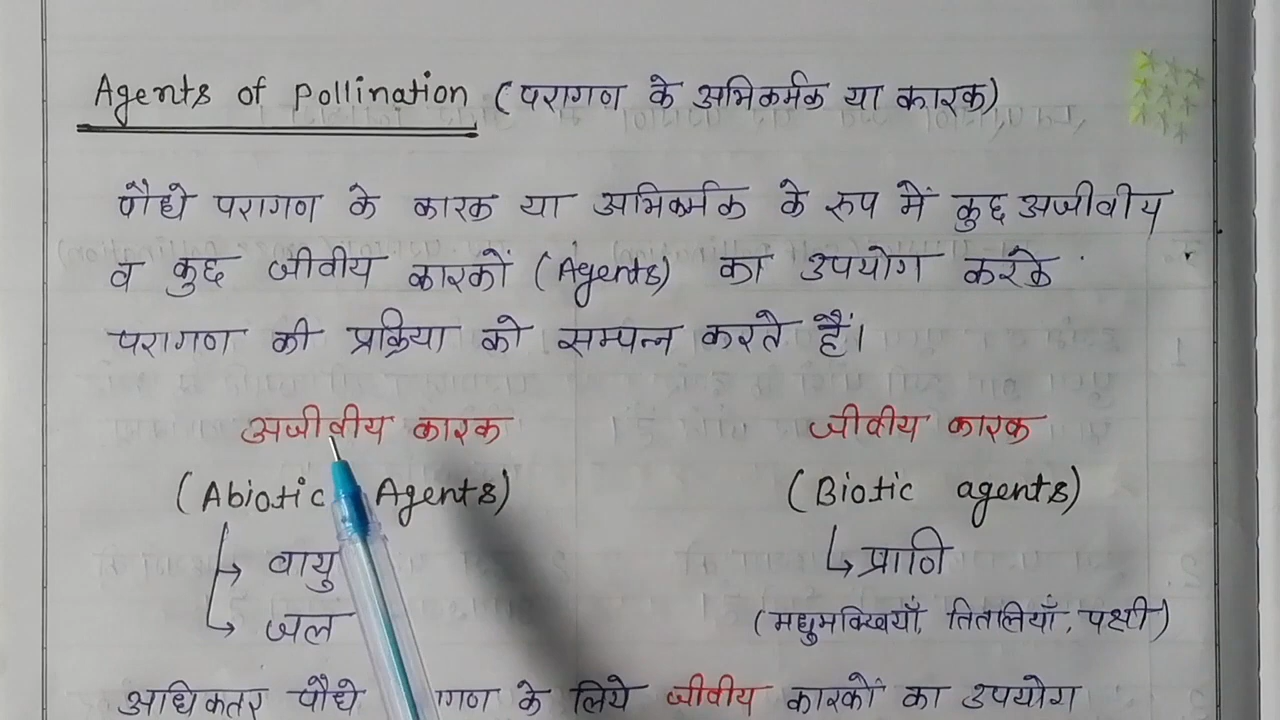 Agents of Pollination (परागण के अभिकर्मक या कारक)
पौधे परागण के कारक या अभिकर्मक के रुप में कुछ अजीवीय
व कुछ जीवीय कारकों (Agents) का उपयोग करके
परागण की प्रक्रिया को सम्पन्न करते हैं।
अजीवीय कारक
(Abiotic Agents)
वायु
जल
जीवीय कारक
(Biotic agents)
प्राणि
(मधुमक्खियाँ, तितलियाँ, पक्षी)
आधिकतर पौधे गण के लिये जीवीय कारकों का उपयोग